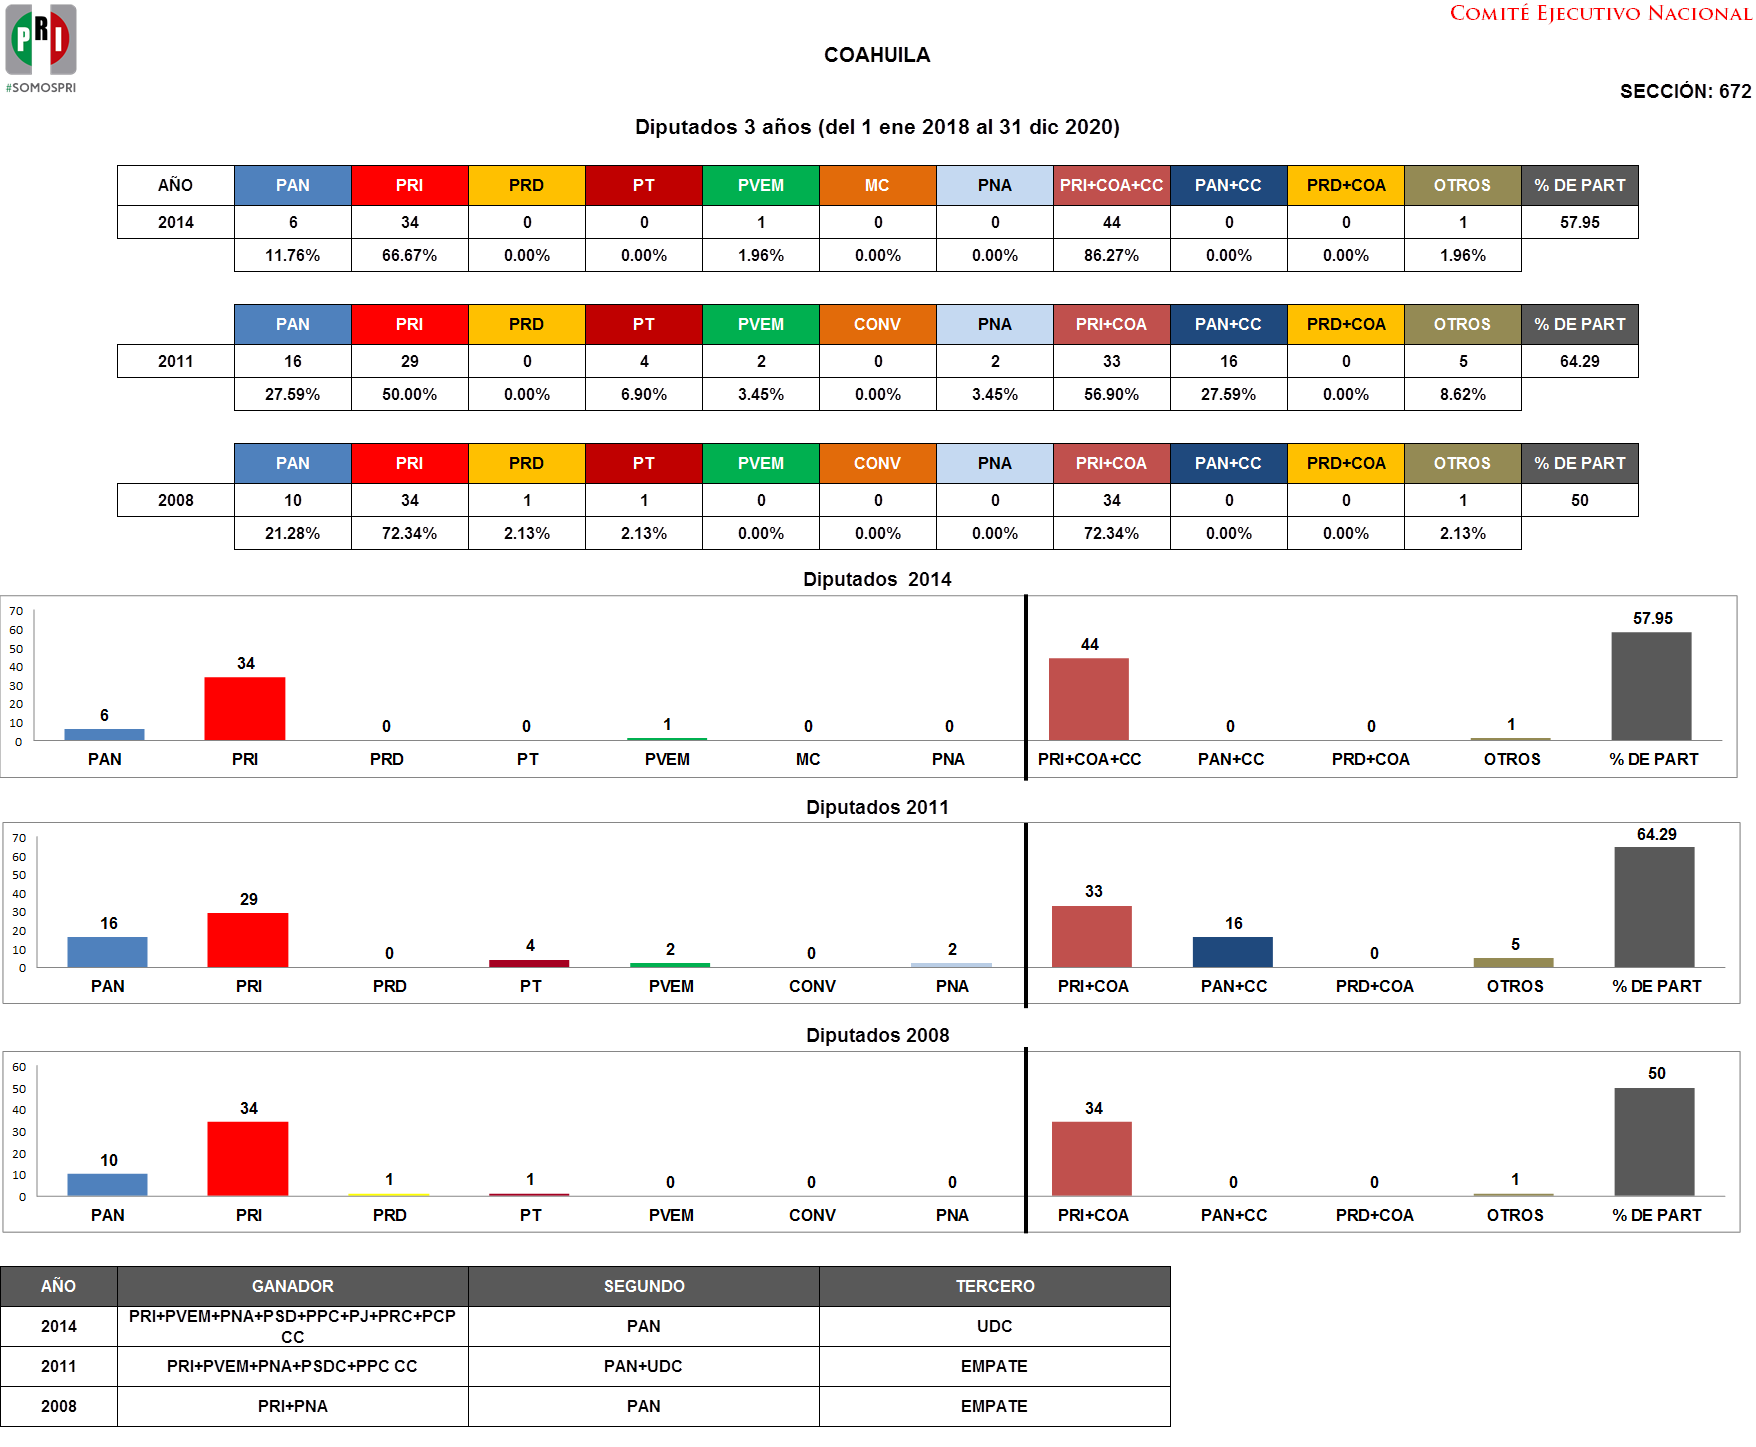 PRI
#SOMOSPRI
COMITÉ EJECUTIVO NACIONAL
COAHUILA
SECCIÓN: 672
Diputados 3 años (del 1 ene 2018 al 31 dic 2020)
AÑO PAN PRI PRD PT PVEM MC PNA PRI+COA+CC PAN+CC PRD+COA OTROS % DE PART
2014 6 34 0 0 1 0 0 44 0 0 1 57.95
11.76% 66.67% 0.00% 0.00% 1.96% 0.00% 0.00% 86.27% 0.00% 0.00% 1.96%
PAN PRI PRD PT PVEM CONV PNA PRI+COA PAN+CC PRD+COA OTROS % DE PART
2011 16 29 0 4 2 0 2 33 16 0 5 64.29
27.59% 50.00% 0.00% 6.90% 3.45% 0.00% 3.45% 56.90% 27.59% 0.00% 8.62%
PAN PRI PRD PT PVEM CONV PNA PRI+COA PAN+CC PRD+COA OTROS % DE PART
2008 10 34 1 1 0 0 0 34 0 0 1 50
21.28% 72.34% 2.13% 2.13% 0.00% 0.00% 0.00% 72.34% 0.00% 0.00% 2.13%
Diputados 2014
70
60
50
40
30
20
10
0
6 34 0 0 1 0 0 44 0 0 1 57.95
PAN PRI PRD PT PVEM MC PNA PRI+COA+CC PAN+CC PRD+COA OTROS % DE PART
Diputados 2011
70
60
50
40
30
20
10
0
16 29 0 4 2 0 2 33 16 0 5 64.29
PAN PRI PRD PT PVEM CONV PNA PRI+COA PAN+CC PRD+COA OTROS % DE PART
Diputados 2008
60
50
40
30
20
10
0
10 34 1 1 0 0 0 34 0 0 1 50
PAN PRI PRD PT PVEM CONV PNA PRI+COA PAN+CC PRD+COA OTROS % DE PART
AÑO GANADOR SEGUNDO TERCERO
2014 PRI+PVEM+PNA+PSD+PPC+PJ+PRC+PCP CC PAN UDC
2011 PRI+PVEM+PNA+PSDC+PPC CC PAN+UDC EMPATE
2008 PRI+PNA PAN EMPATE